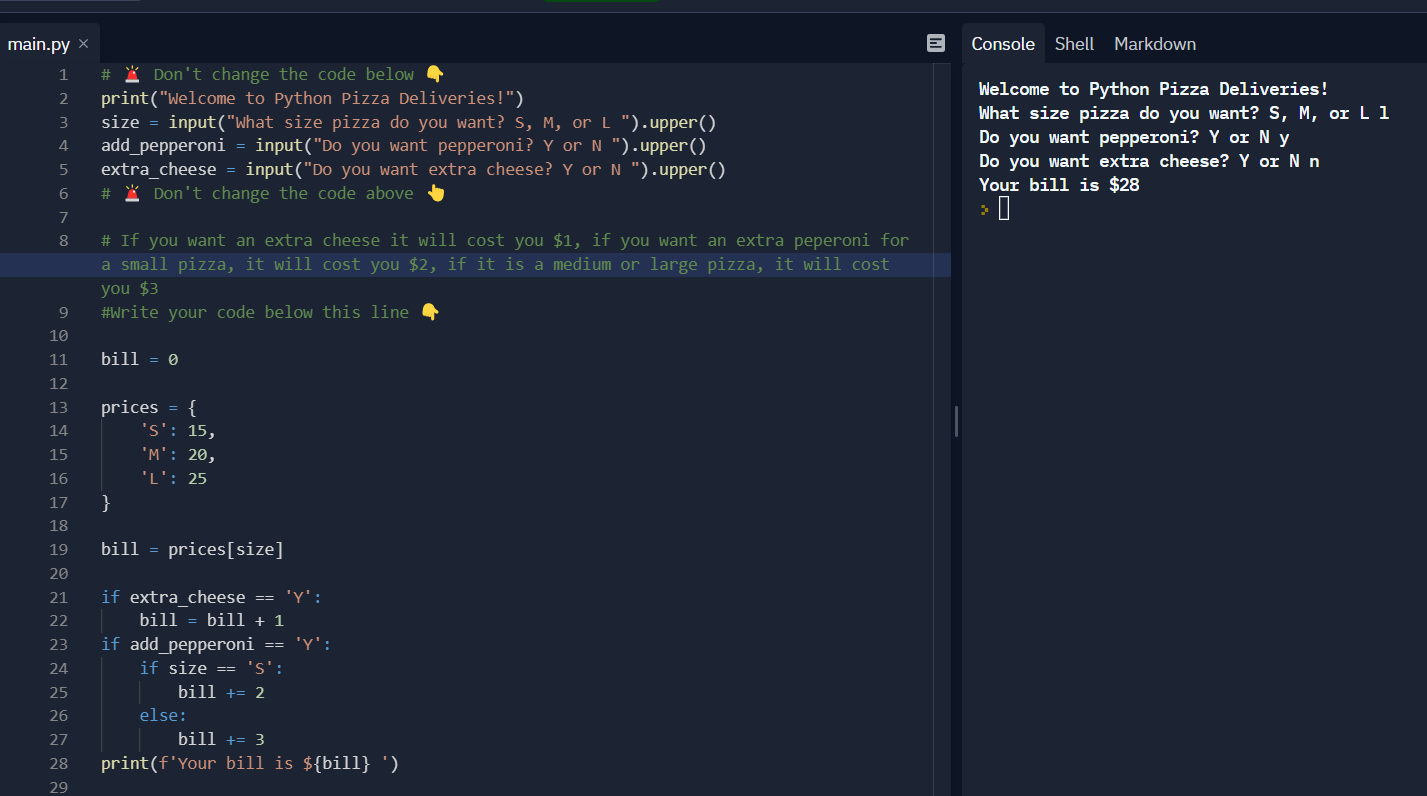 main.py ×
1 # 🚨 Don't change the code below 👇
2 print("Welcome to Python Pizza Deliveries!")
3 size = input("What size pizza do you want? S, M, or L ").upper()
4 add_pepperoni = input("Do you want pepperoni? Y or N ").upper()
5 extra_cheese = input("Do you want extra cheese? Y or N ").upper()
6 # 🚨 Don't change the code above 👆
7
8 # If you want an extra cheese it will cost you $1, if you want an extra peperoni for
a small pizza, it will cost you $2, if it is a medium or large pizza, it will cost
you $3
9 #Write your code below this line 👇
10
11 bill = 0
12
13 prices = {
14     'S': 15,
15     'M': 20,
16     'L': 25
17 }
18
19 bill = prices[size]
20
21 if extra_cheese == 'Y':
22     bill = bill + 1
23 if add_pepperoni == 'Y':
24     if size == 'S':
25         bill += 2
26     else:
27         bill += 3
28 print(f'Your bill is ${bill} ')
29
Console Shell Markdown
Welcome to Python Pizza Deliveries!
What size pizza do you want? S, M, or L l
Do you want pepperoni? Y or N y
Do you want extra cheese? Y or N n
Your bill is $28